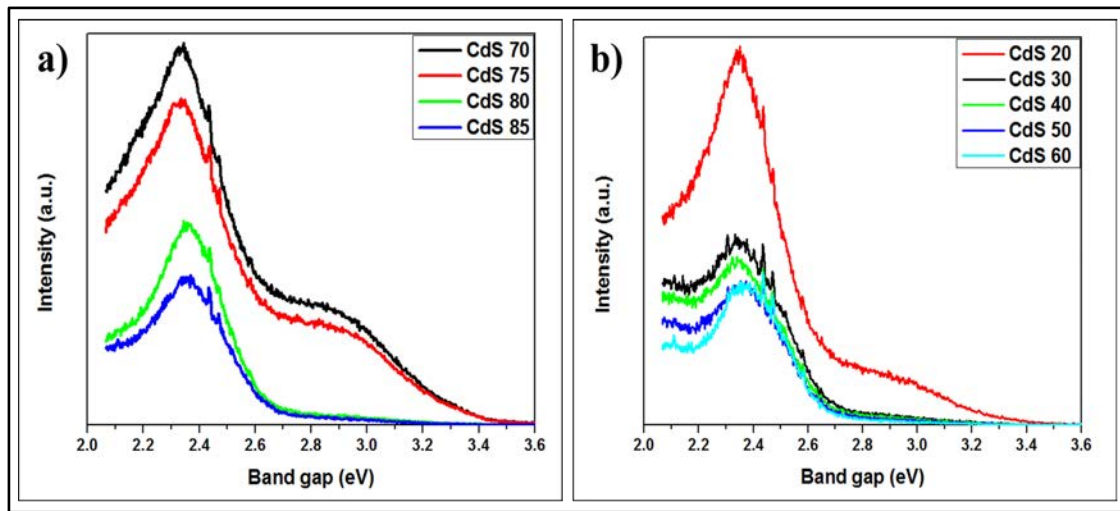 a)
CdS 70
CdS 75
CdS 80
CdS 85
Intensity (a.u.)
2.0 2.2 2.4 2.6 2.8 3.0 3.2 3.4 3.6
Band gap (eV)
b)
CdS 20
CdS 30
CdS 40
CdS 50
CdS 60
Intensity (a.u.)
2.0 2.2 2.4 2.6 2.8 3.0 3.2 3.4 3.6
Band gap (eV)